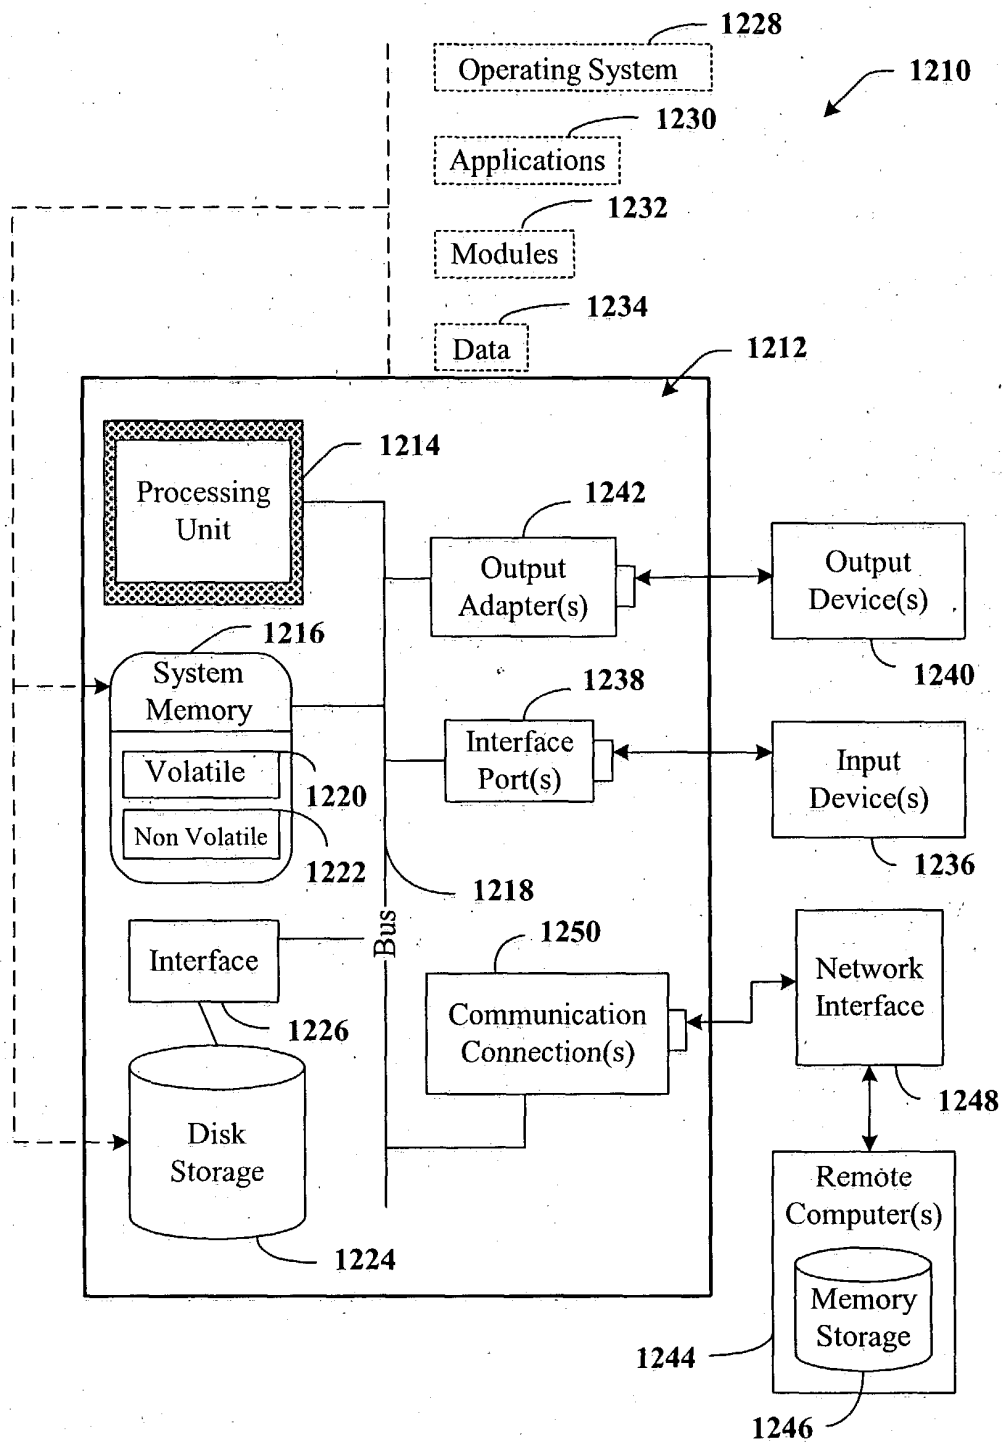 1228
Operating System
1210
1230
Applications
1232
Modules
1234
Data
1212
1214
Processing
Unit
1242
Output
Adapter(s)
Output
Device(s)
1240
1216
System
Memory
1238
Interface
Port(s)
Input
Device(s)
1236
Volatile
1220
Non Volatile
1222
1218
Bus
Interface
1226
1250
Communication
Connection(s)
Network
Interface
1248
Disk
Storage
1224
Remote
Computer(s)
Memory
Storage
1244
1246